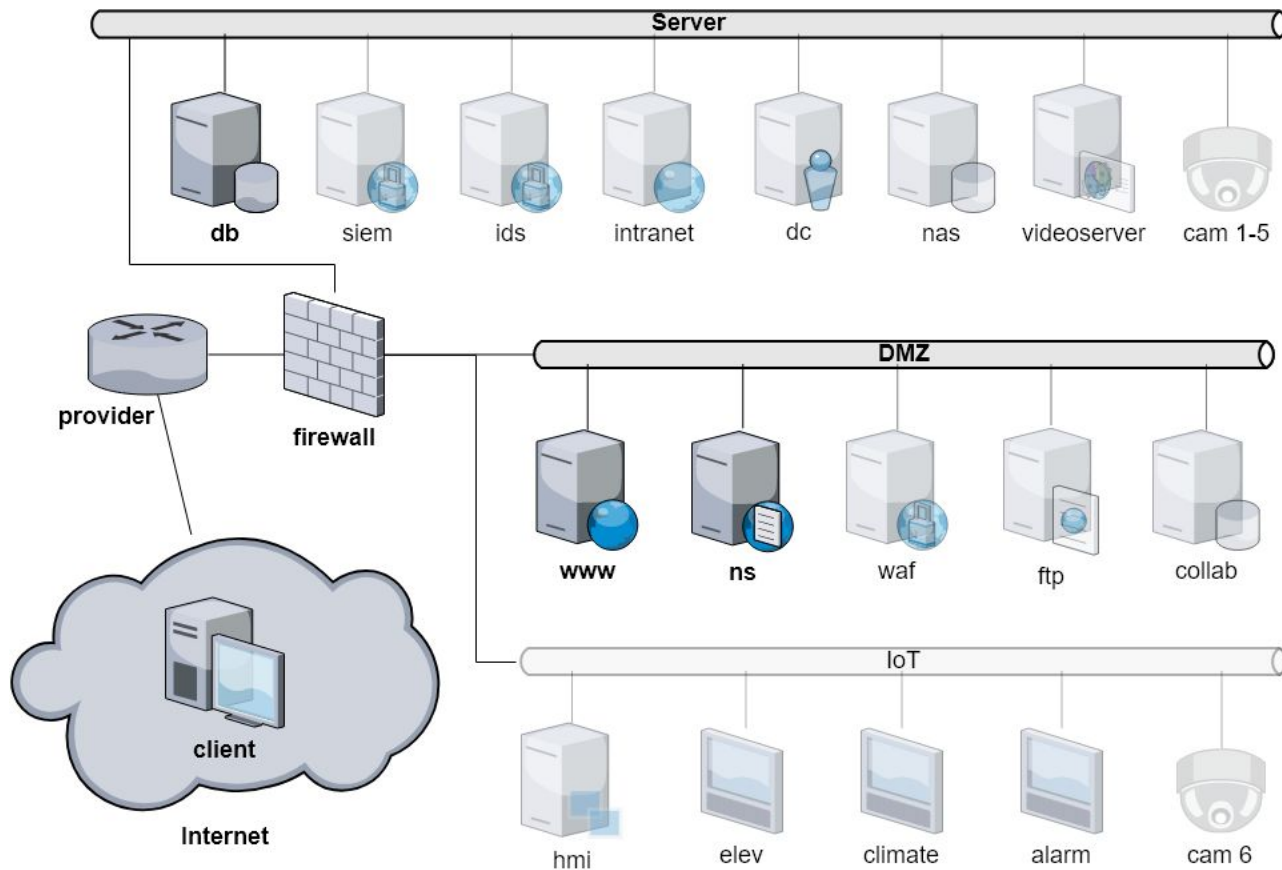 Server
db
siem
ids
intranet
dc
nas
videoserver
cam 1-5
provider
firewall
DMZ
www
ns
waf
ftp
collab
client
Internet
IoT
hmi
elev
climate
alarm
cam 6